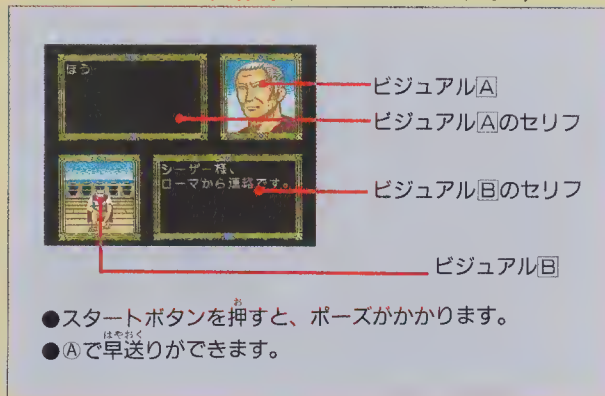 ほう
シーザー様、
ローマから連絡です。
ビジュアルA
ビジュアルAのセリフ
ビジュアルBのセリフ
ビジュアルB
●スタートボタンを押すと、ポーズがかかります。
●Ⓐで早送りができます。